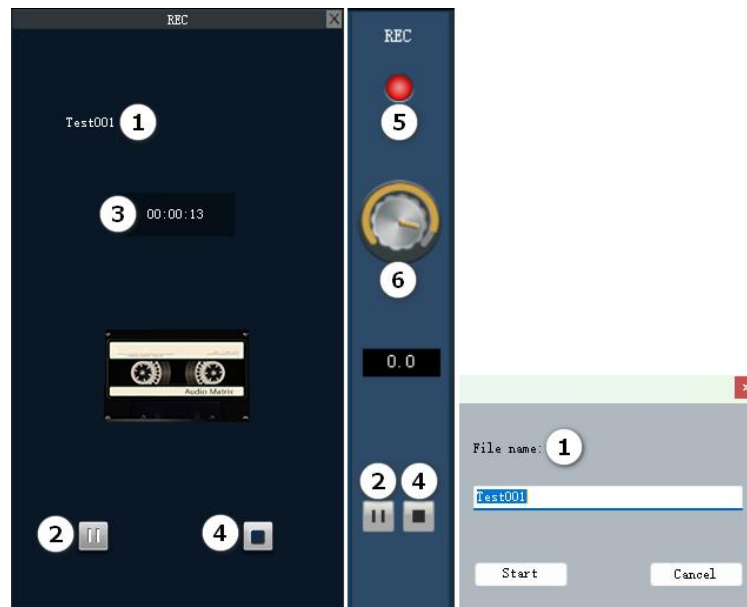 REC
Test001 1
3 00:00:13
Audio Matrix
2 4
REC
5
6
0.0
2 4
File name: 1
Test001
Start Cancel